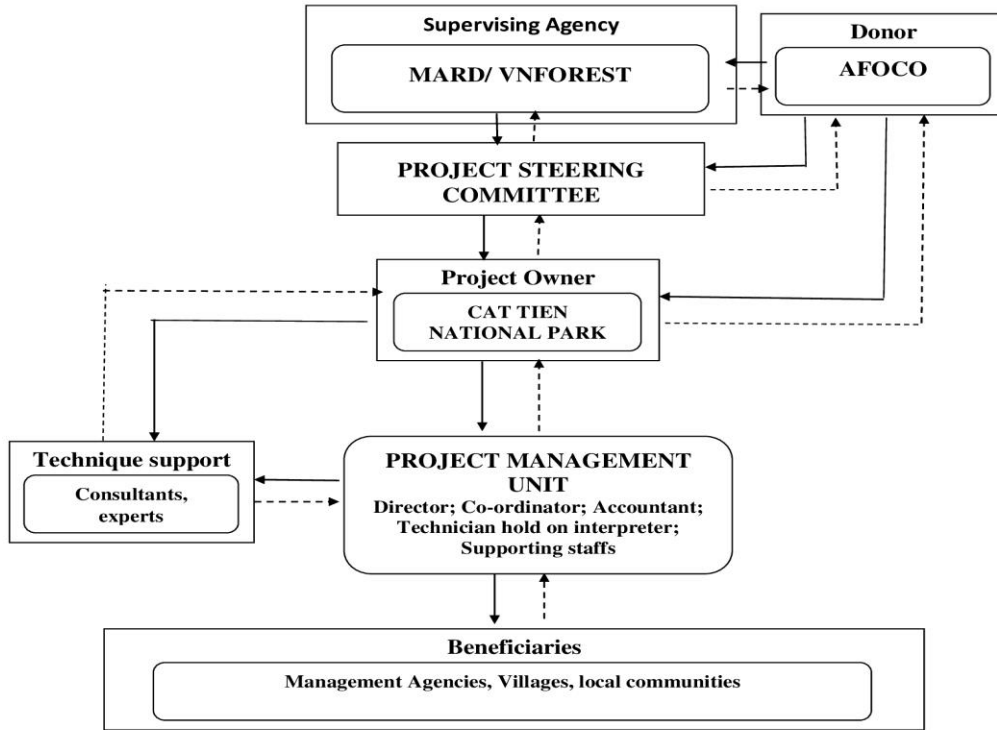 Supervising Agency
MARD/ VNFOREST
Donor
AFOCO
PROJECT STEERING
COMMITTEE
Project Owner
CAT TIEN
NATIONAL PARK
Technique support
Consultants,
experts
PROJECT MANAGEMENT
UNIT
Director; Co-ordinator; Accountant;
Technician hold on interpreter;
Supporting staffs
Beneficiaries
Management Agencies, Villages, local communities